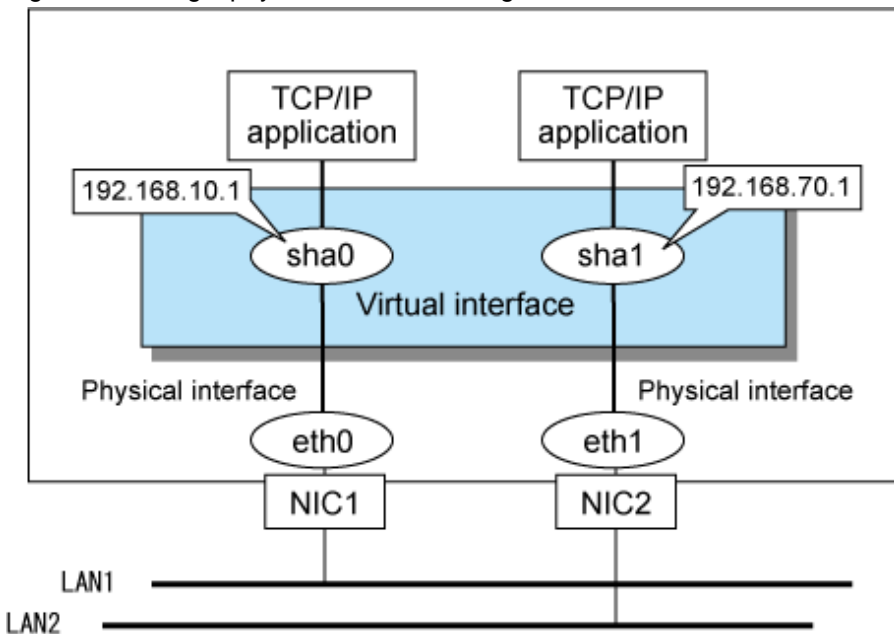 TCP/IP
application
TCP/IP
application
192.168.10.1
192.168.70.1
sha0
sha1
Virtual interface
Physical interface
Physical interface
eth0
eth1
NIC1
NIC2
LAN1
LAN2